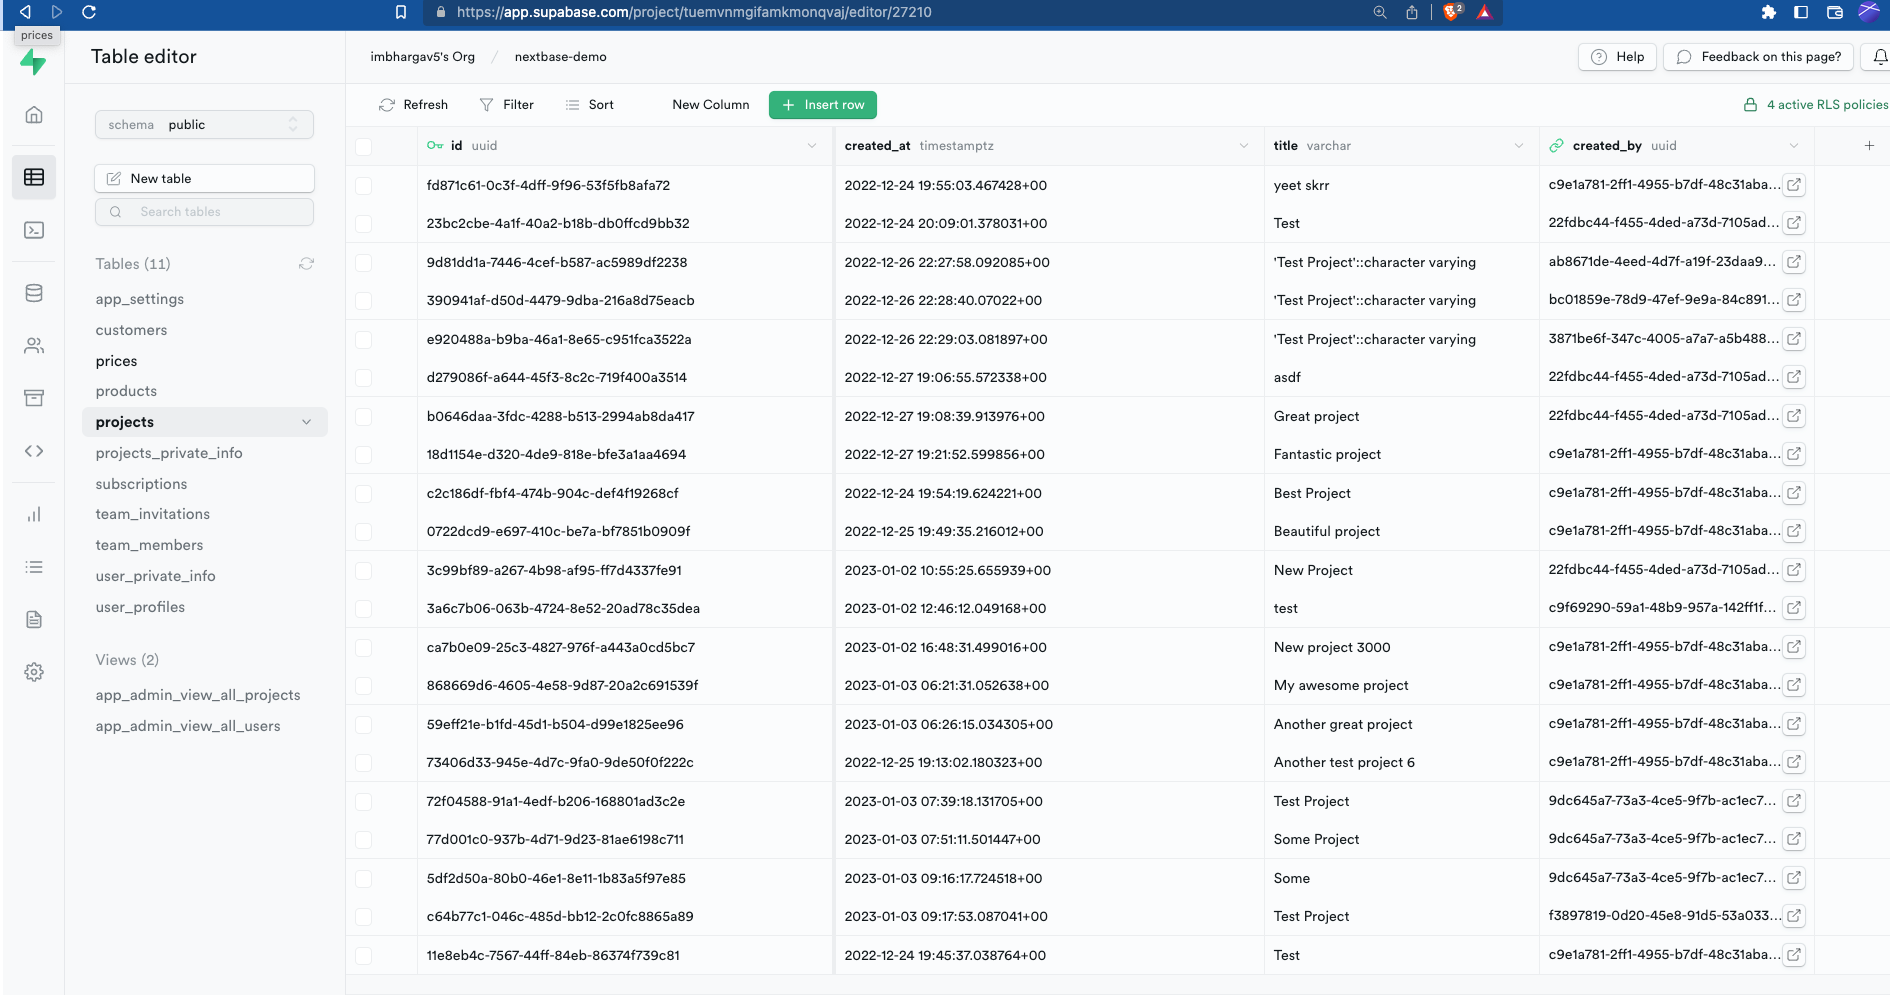 https://app.supabase.com/project/tuemvnmgifamkmonqvaj/editor/27210
2
prices
Table editor
imbhargav5's Org / nextbase-demo
Help
Feedback on this page?
Refresh Filter Sort New Column + Insert row
4 active RLS policies
schema public
New table
Search tables
Tables (11)
app_settings
customers
prices
products
projects
projects_private_info
subscriptions
team_invitations
team_members
user_private_info
user_profiles
Views (2)
app_admin_view_all_projects
app_admin_view_all_users
id uuid created_at timestamptz title varchar created_by uuid +
fd871c61-0c3f-4dff-9f96-53f5fb8afa72 2022-12-24 19:55:03.467428+00 yeet skrr c9e1a781-2ff1-4955-b7df-48c31aba...
23bc2cbe-4a1f-40a2-b18b-db0ffcd9bb32 2022-12-24 20:09:01.378031+00 Test 22fdbc44-f455-4ded-a73d-7105ad...
9d81dd1a-7446-4cef-b587-ac5989df2238 2022-12-26 22:27:58.092085+00 'Test Project'::character varying ab8671de-4eed-4d7f-a19f-23daa9...
390941af-d50d-4479-9dba-216a8d75eacb 2022-12-26 22:28:40.07022+00 'Test Project'::character varying bc01859e-78d9-47ef-9e9a-84c891...
e920488a-b9ba-46a1-8e65-c951fca3522a 2022-12-26 22:29:03.081897+00 'Test Project'::character varying 3871be6f-347c-4005-a7a7-a5b488...
d279086f-a644-45f3-8c2c-719f400a3514 2022-12-27 19:06:55.572338+00 asdf 22fdbc44-f455-4ded-a73d-7105ad...
b0646daa-3fdc-4288-b513-2994ab8da417 2022-12-27 19:08:39.913976+00 Great project 22fdbc44-f455-4ded-a73d-7105ad...
18d1154e-d320-4de9-818e-bfe3a1aa4694 2022-12-27 19:21:52.599856+00 Fantastic project c9e1a781-2ff1-4955-b7df-48c31aba...
c2c186df-fbf4-474b-904c-def4f19268cf 2022-12-24 19:54:19.624221+00 Best Project c9e1a781-2ff1-4955-b7df-48c31aba...
0722dcd9-e697-410c-be7a-bf7851b0909f 2022-12-25 19:49:35.216012+00 Beautiful project c9e1a781-2ff1-4955-b7df-48c31aba...
3c99bf89-a267-4b98-af95-ff7d4337fe91 2023-01-02 10:55:25.655939+00 New Project 22fdbc44-f455-4ded-a73d-7105ad...
3a6c7b06-063b-4724-8e52-20ad78c35dea 2023-01-02 12:46:12.049168+00 test c9f69290-59a1-48b9-957a-142ff1f...
ca7b0e09-25c3-4827-976f-a443a0cd5bc7 2023-01-02 16:48:31.499016+00 New project 3000 c9e1a781-2ff1-4955-b7df-48c31aba...
868669d6-4605-4e58-9d87-20a2c691539f 2023-01-03 06:21:31.052638+00 My awesome project c9e1a781-2ff1-4955-b7df-48c31aba...
59eff21e-b1fd-45d1-b504-d99e1825ee96 2023-01-03 06:26:15.034305+00 Another great project c9e1a781-2ff1-4955-b7df-48c31aba...
73406d33-945e-4d7c-9fa0-9de50f0f222c 2022-12-25 19:13:02.180323+00 Another test project 6 c9e1a781-2ff1-4955-b7df-48c31aba...
72f04588-91a1-4edf-b206-168801ad3c2e 2023-01-03 07:39:18.131705+00 Test Project 9dc645a7-73a3-4ce5-9f7b-ac1ec7...
77d001c0-937b-4d71-9d23-81ae6198c711 2023-01-03 07:51:11.501447+00 Some Project 9dc645a7-73a3-4ce5-9f7b-ac1ec7...
5df2d50a-80b0-46e1-8e11-1b83a5f97e85 2023-01-03 09:16:17.724518+00 Some 9dc645a7-73a3-4ce5-9f7b-ac1ec7...
c64b77c1-046c-485d-bb12-2c0fc8865a89 2023-01-03 09:17:53.087041+00 Test Project f3897819-0d20-45e8-91d5-53a033...
11e8eb4c-7567-44ff-84eb-86374f739c81 2022-12-24 19:45:37.038764+00 Test c9e1a781-2ff1-4955-b7df-48c31aba...